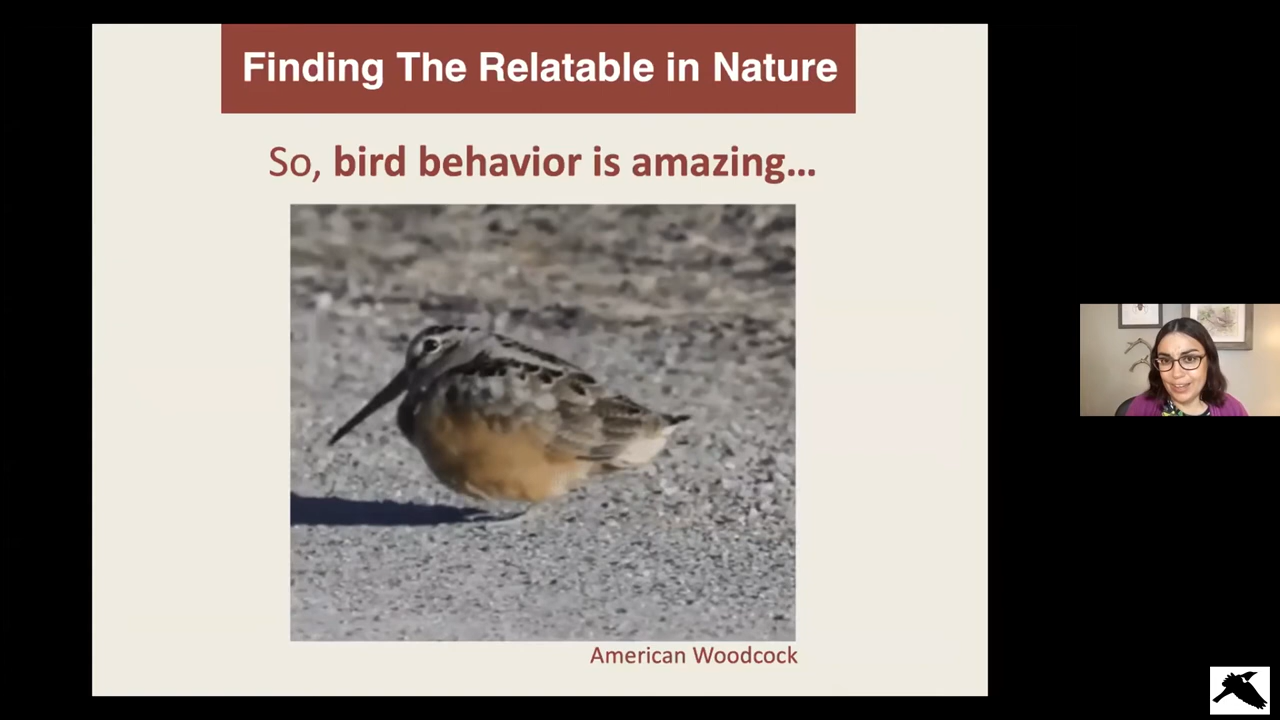 Finding The Relatable in Nature
So, bird behavior is amazing...
American Woodcock